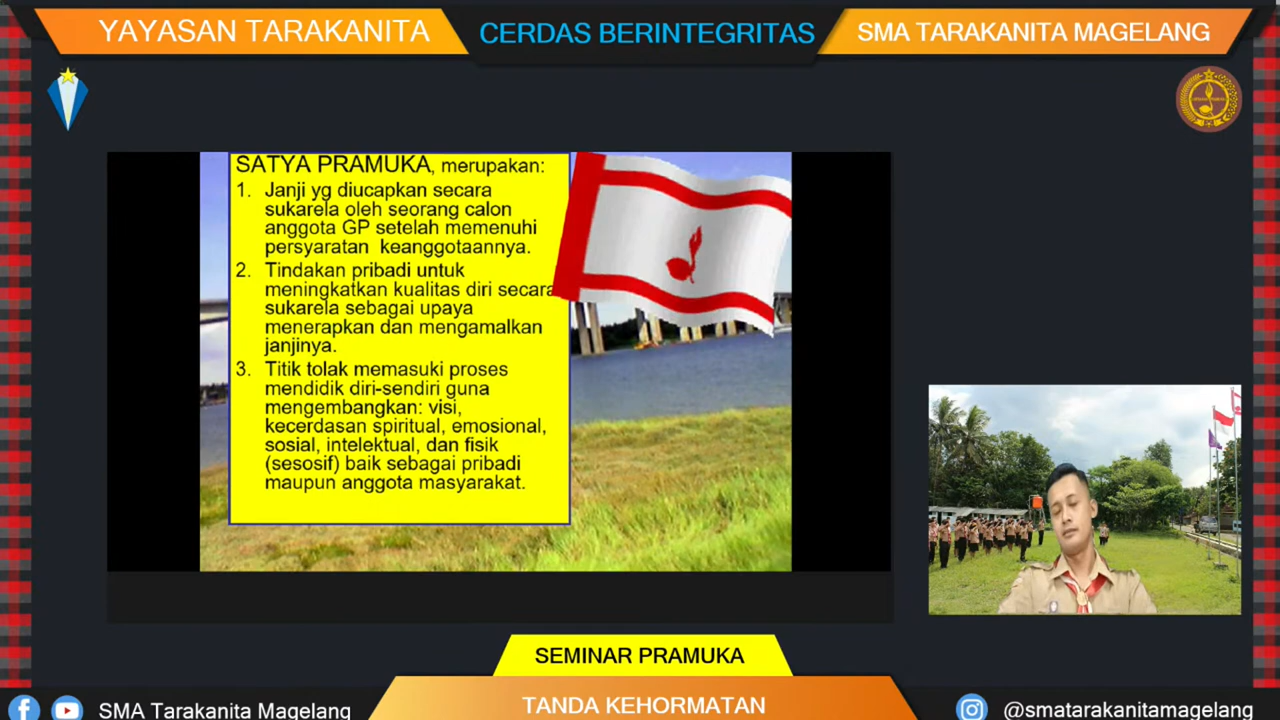 YAYASAN TARAKANITA
CERDAS BERINTEGRITAS
SMA TARAKANITA MAGELANG
SATYA PRAMUKA, merupakan:
1. Janji yg diucapkan secara
sukarela oleh seorang calon
anggota GP setelah memenuhi
persyaratan keanggotaannya.
2. Tindakan pribadi untuk
meningkatkan kualitas diri secara
sukarela sebagai upaya
menerapkan dan mengamalkan
janjinya.
3. Titik tolak memasuki proses
mendidik diri-sendiri guna
mengembangkan: visi,
kecerdasan spiritual, emosional,
sosial, intelektual, dan fisik
(sesosif) baik sebagai pribadi
maupun anggota masyarakat.
SEMINAR PRAMUKA
TANDA KEHORMATAN
SMA Tarakanita Magelang
@smatarakanitamagelang